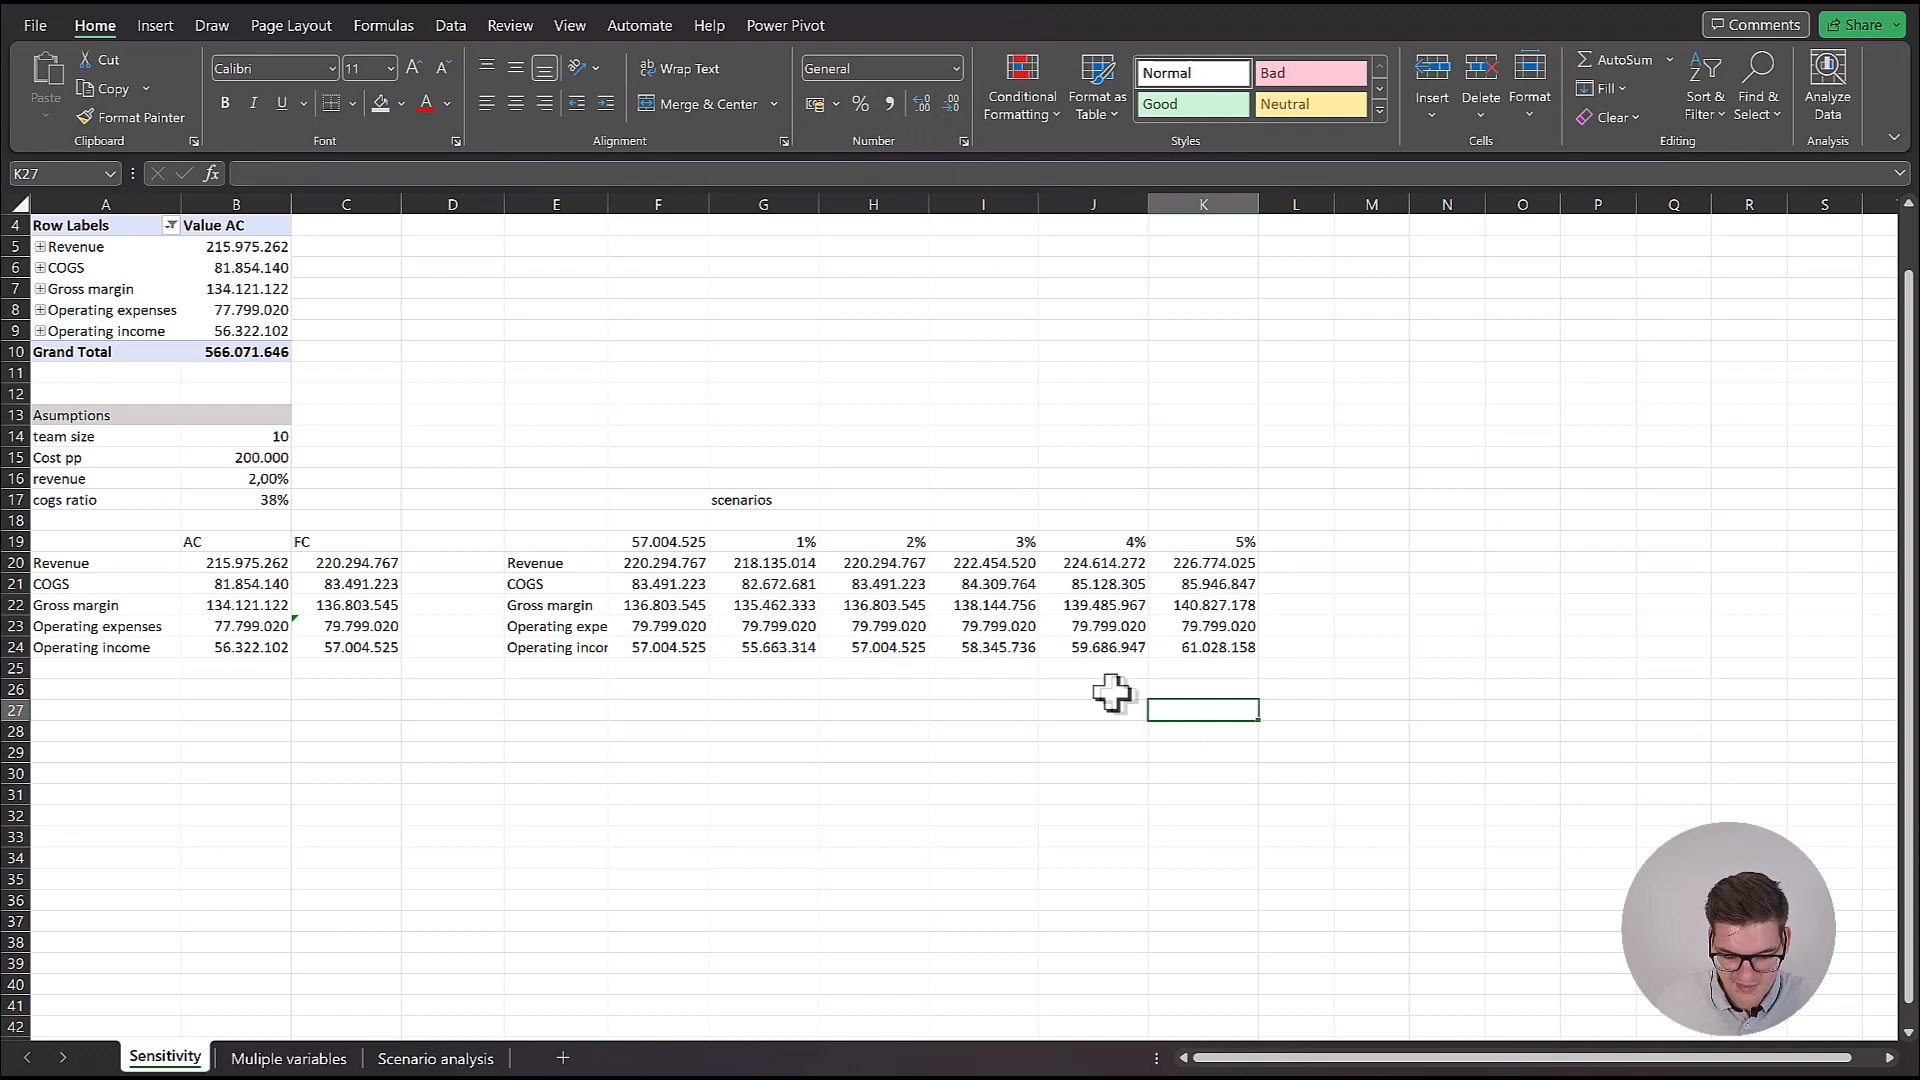 File Home Insert Draw Page Layout Formulas Data Review View Automate Help Power Pivot Comments Share
Paste Cut Copy Format Painter Clipboard
Calibri 11 B I U A Font
Wrap Text Merge & Center Alignment
General % Number
Conditional Formatting Format as Table Normal Bad Good Neutral Styles
Insert Delete Format Cells
AutoSum Fill Clear Sort & Filter Find & Select Editing
Analyze Data Analysis
K27 fx
A B C D E F G H I J K L M N O P Q R S
4 Row Labels Value AC
5 Revenue 215.975.262
6 COGS 81.854.140
7 Gross margin 134.121.122
8 Operating expenses 77.799.020
9 Operating income 56.322.102
10 Grand Total 566.071.646
11
12
13 Asumptions
14 team size 10
15 Cost pp 200.000
16 revenue 2,00%
17 cogs ratio 38% scenarios
18
19 AC FC 57.004.525 1% 2% 3% 4% 5%
20 Revenue 215.975.262 220.294.767 Revenue 220.294.767 218.135.014 220.294.767 222.454.520 224.614.272 226.774.025
21 COGS 81.854.140 83.491.223 COGS 83.491.223 82.672.681 83.491.223 84.309.764 85.128.305 85.946.847
22 Gross margin 134.121.122 136.803.545 Gross margin 136.803.545 135.462.333 136.803.545 138.144.756 139.485.967 140.827.178
23 Operating expenses 77.799.020 79.799.020 Operating expe 79.799.020 79.799.020 79.799.020 79.799.020 79.799.020 79.799.020
24 Operating income 56.322.102 57.004.525 Operating incor 57.004.525 55.663.314 57.004.525 58.345.736 59.686.947 61.028.158
25
26
27
28
29
30
31
32
33
34
35
36
37
38
39
40
41
42
Sensitivity Muliple variables Scenario analysis